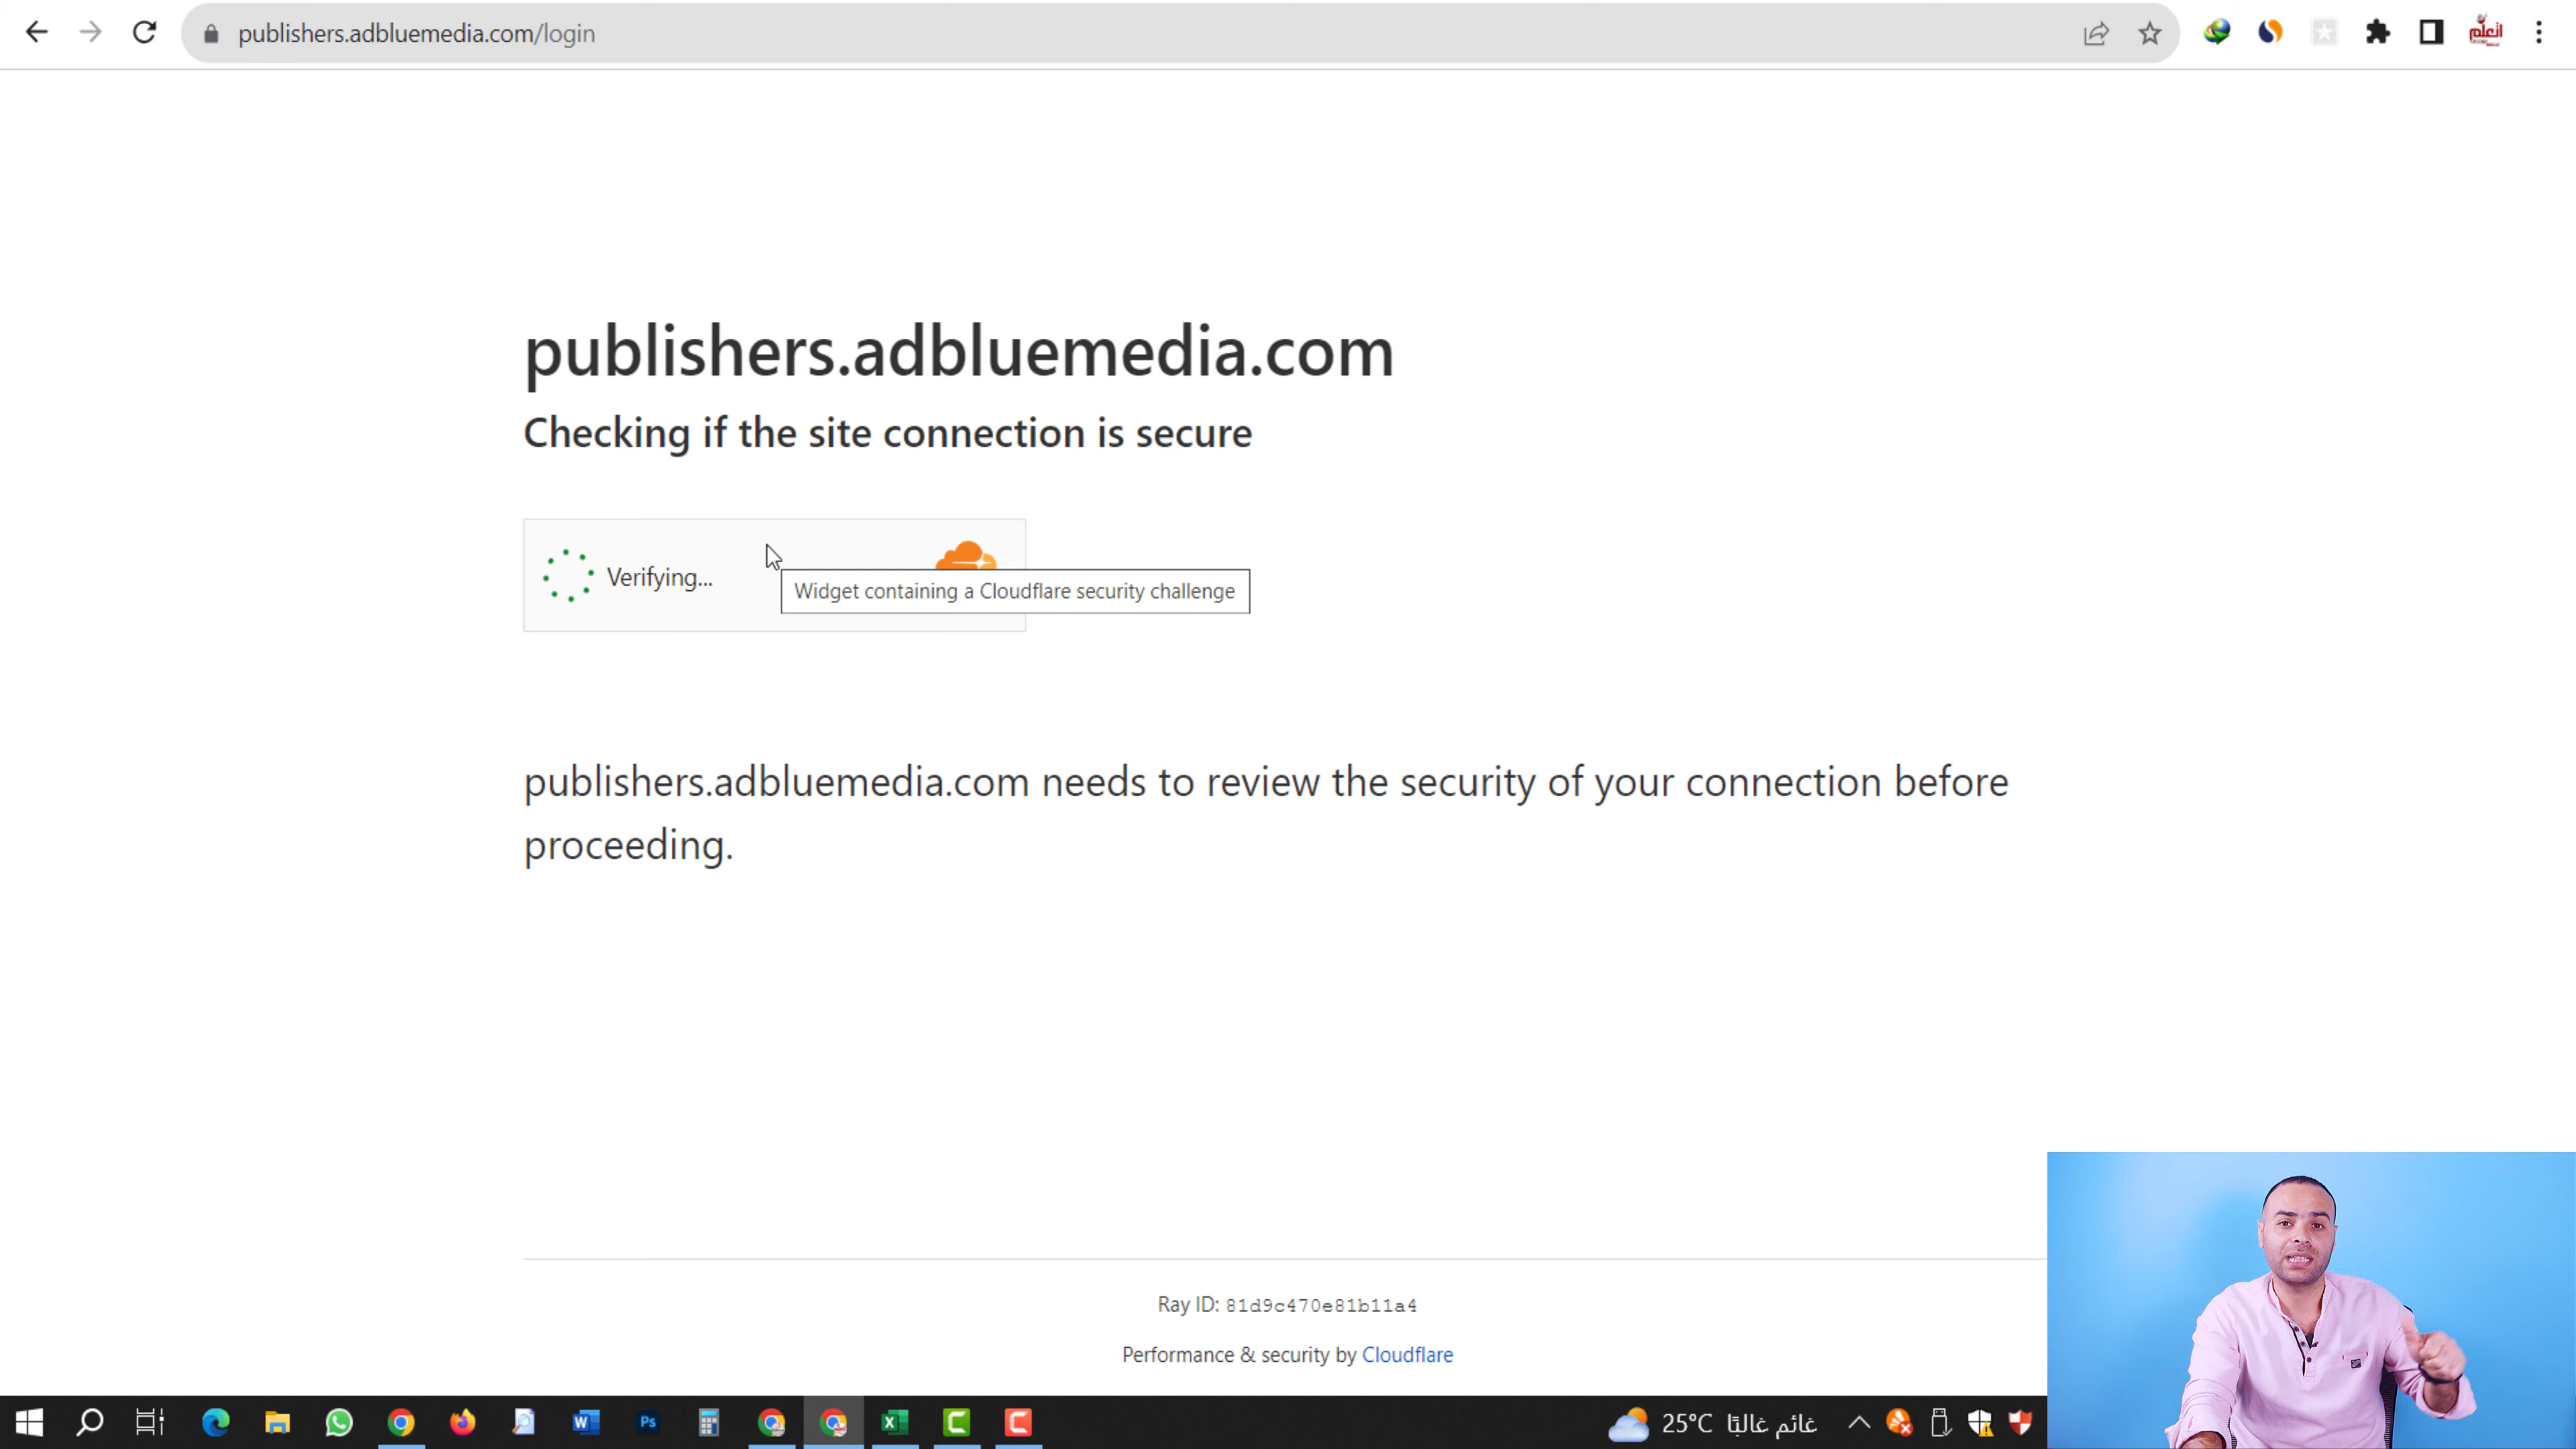 publishers.adbluemedia.com/login
publishers.adbluemedia.com
Checking if the site connection is secure
Verifying...
Widget containing a Cloudflare security challenge
publishers.adbluemedia.com needs to review the security of your connection before
proceeding.
Ray ID: 81d9c470e81b11a4
Performance & security by Cloudflare
25°C غائم غالبًا